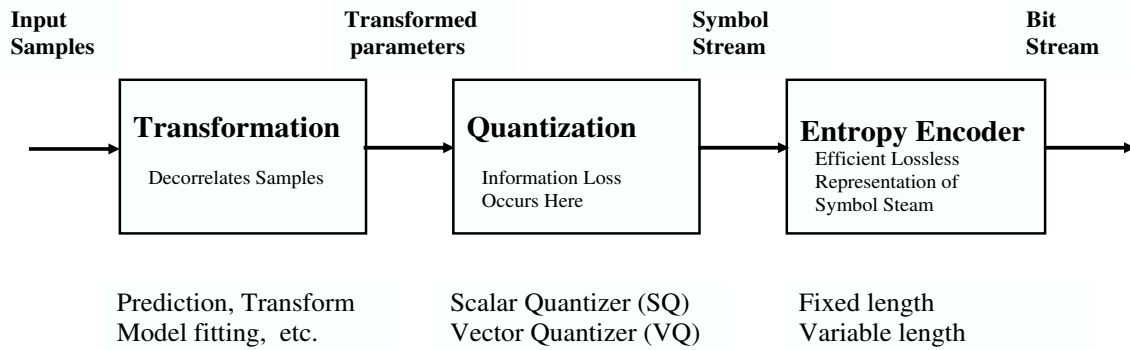 Input
Samples
Transformed
parameters
Symbol
Stream
Bit
Stream
Transformation
Decorrelates Samples
Quantization
Information Loss
Occurs Here
Entropy Encoder
Efficient Lossless
Representation of
Symbol Steam
Prediction, Transform
Model fitting, etc.
Scalar Quantizer (SQ)
Vector Quantizer (VQ)
Fixed length
Variable length